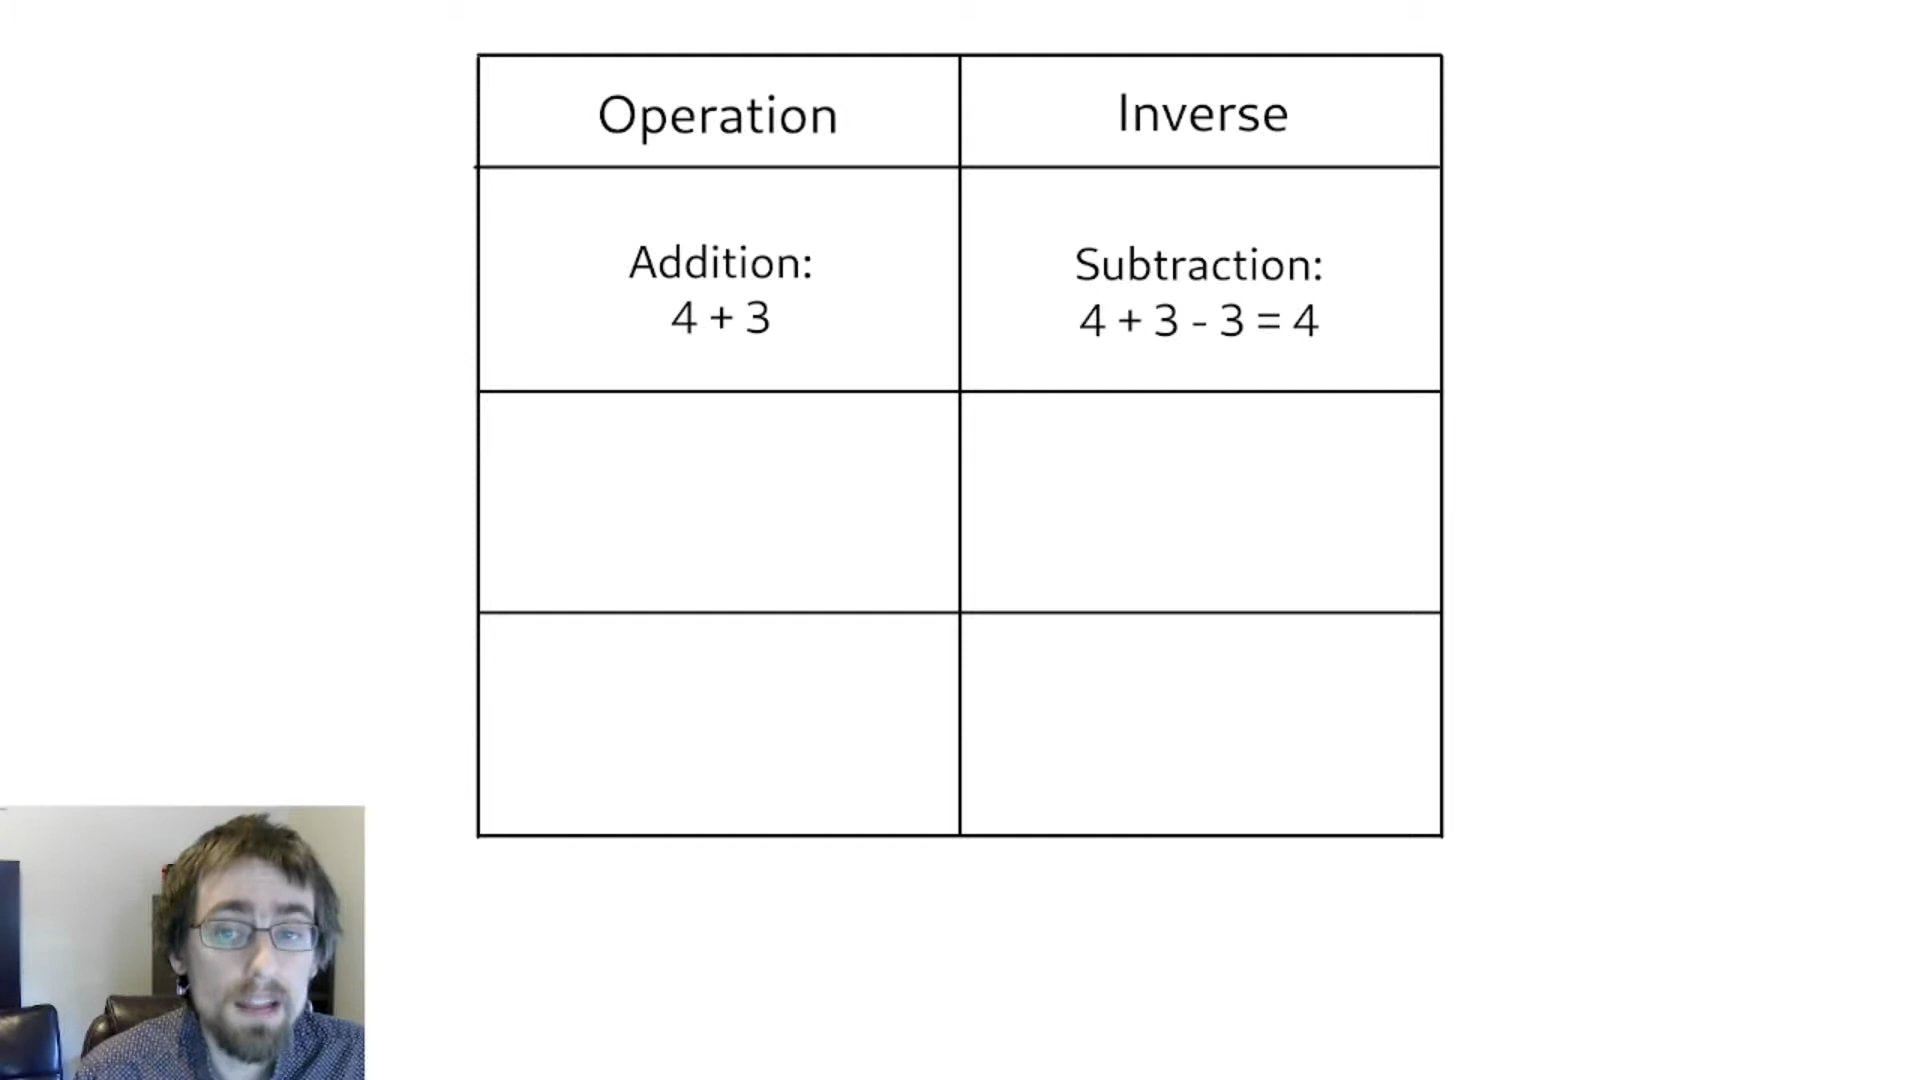 Operation
Inverse
Addition:
4 + 3
Subtraction:
4 + 3 - 3 = 4